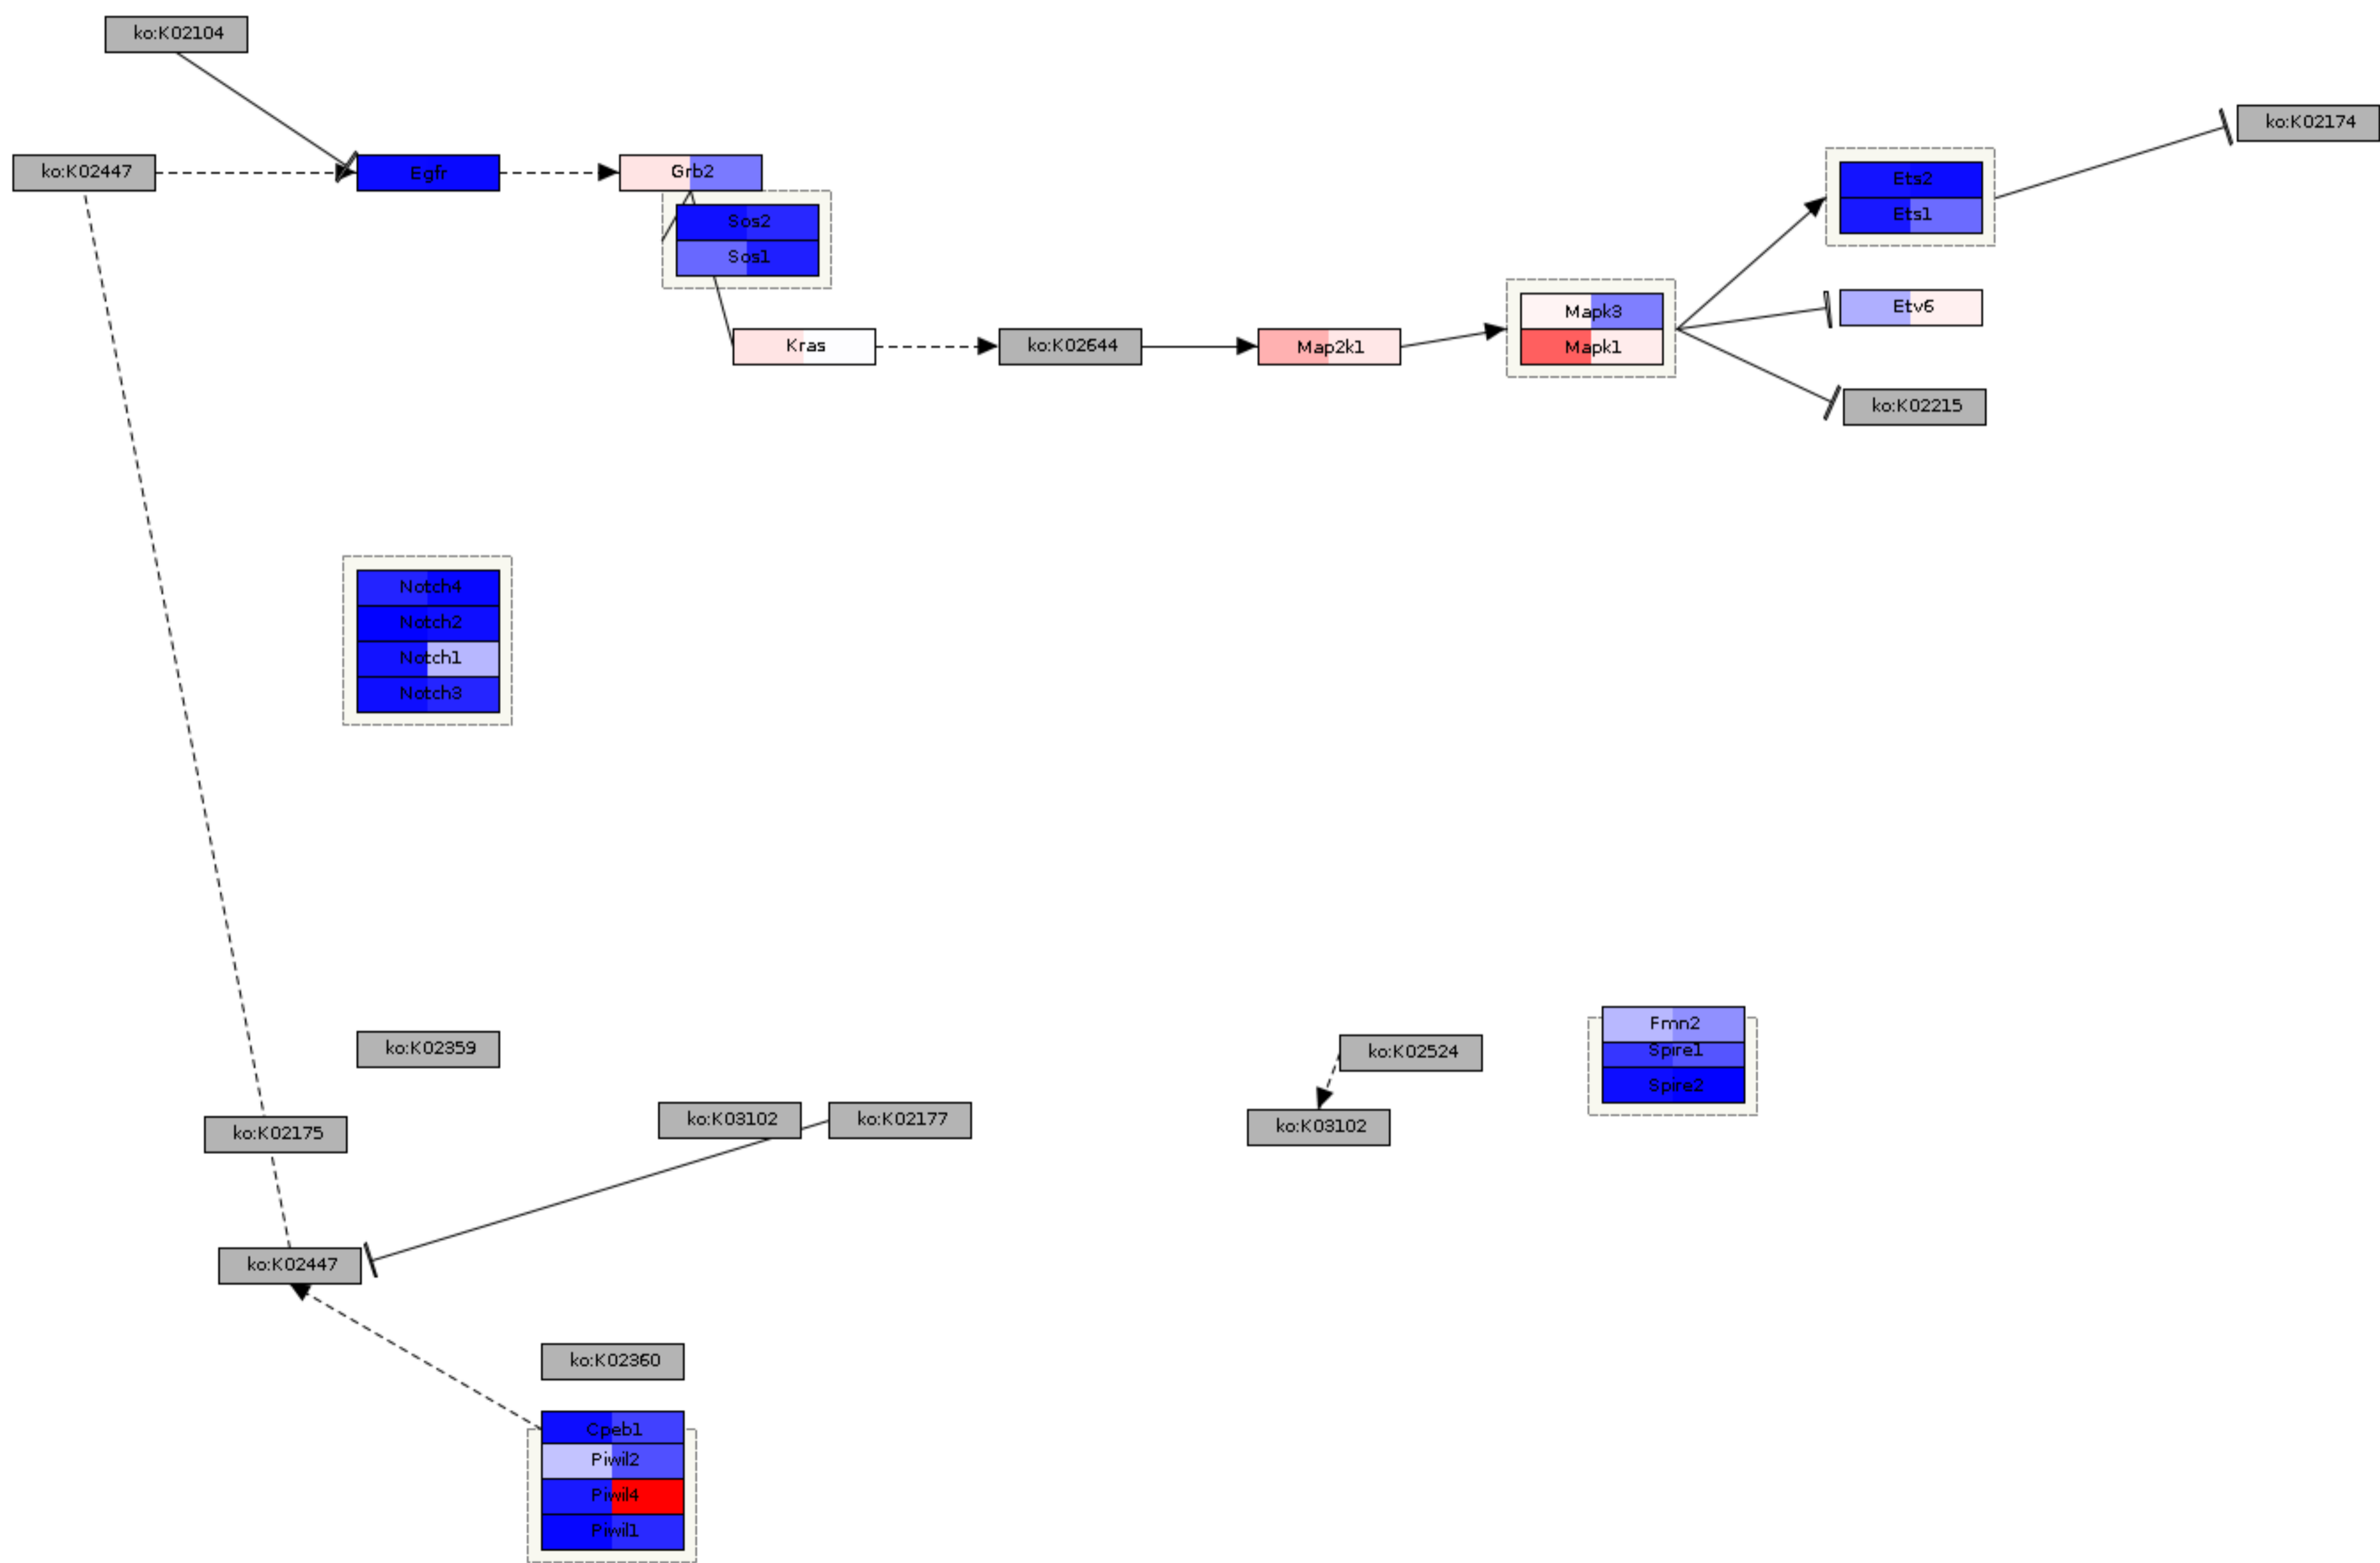 ko:K02104
ko:K02174
ko:K02447
Egfr
Grb2
Ets2
Sos2
Ets1
Sos1
Etv6
Mapk3
Kras
ko:K02644
Map2k1
Mapk1
ko:K02215
Notch4
Notch2
Notch1
Notch3
Fmn2
ko:K02359
ko:K02524
Spire1
Spire2
ko:K02175
ko:K03102
ko:K02177
ko:K03102
ko:K02447
ko:K02360
Cpeb1
Piwil2
Piwil4
Piwil1